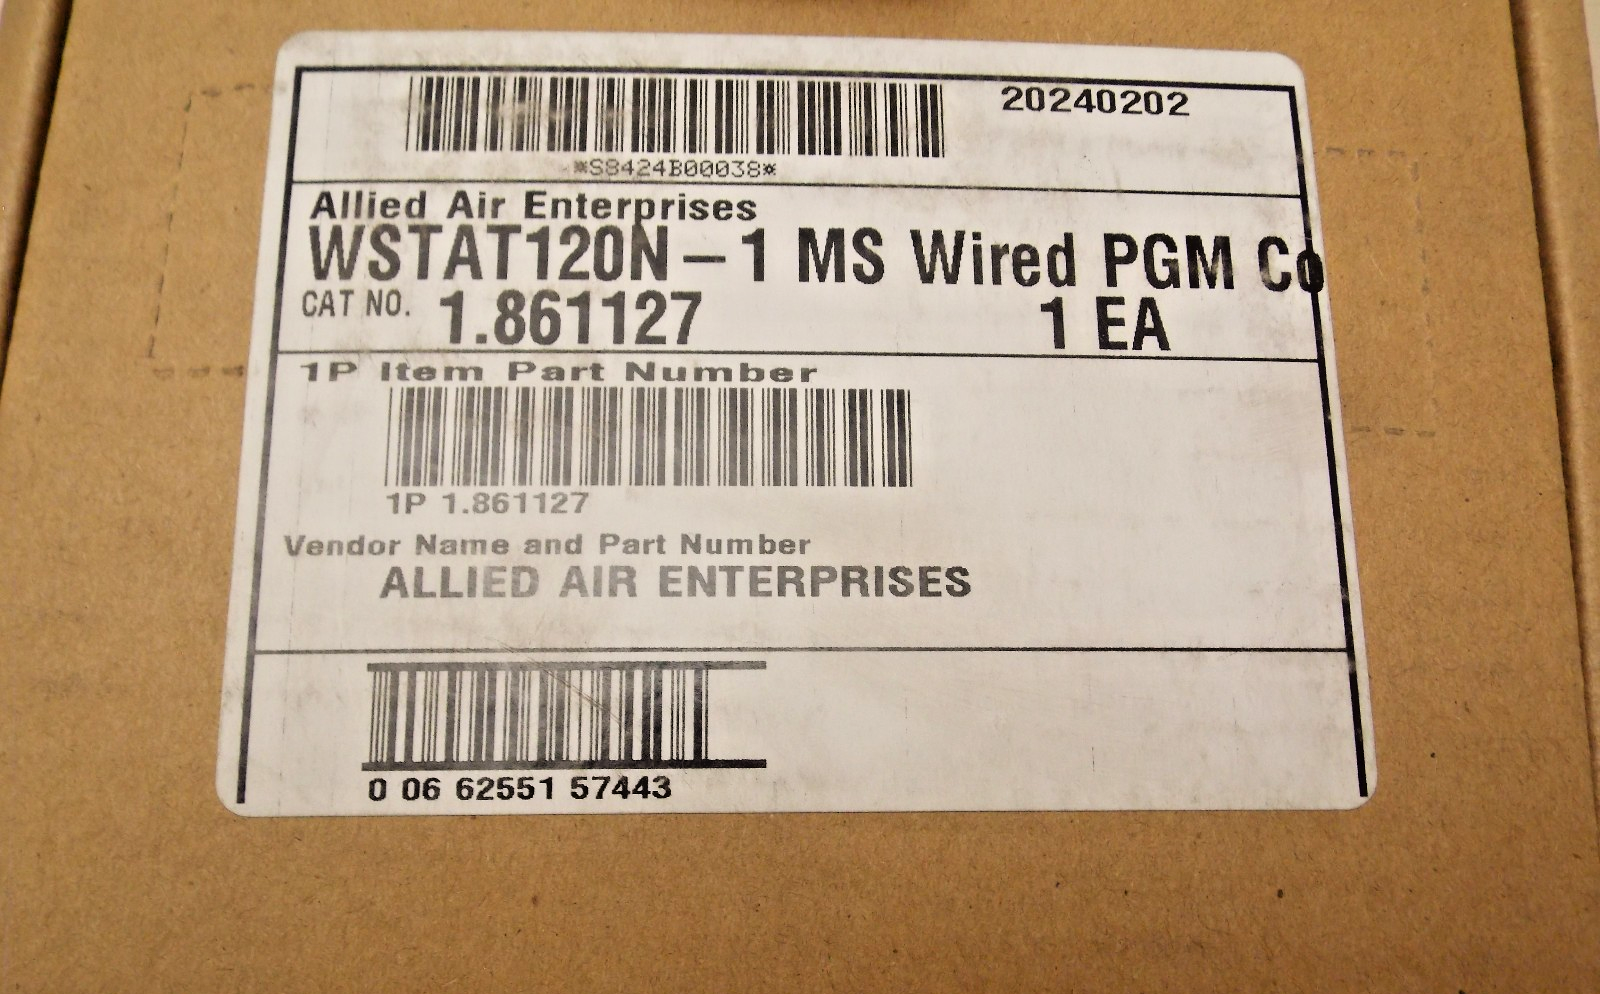 20240202
*S8424B00038*
Allied Air Enterprises
WSTAT120N-1 MS Wired PGM Co
CAT NO. 1.861127 1 EA
1P Item Part Number
1P 1.861127
Vendor Name and Part Number
ALLIED AIR ENTERPRISES
0 06 62551 57443